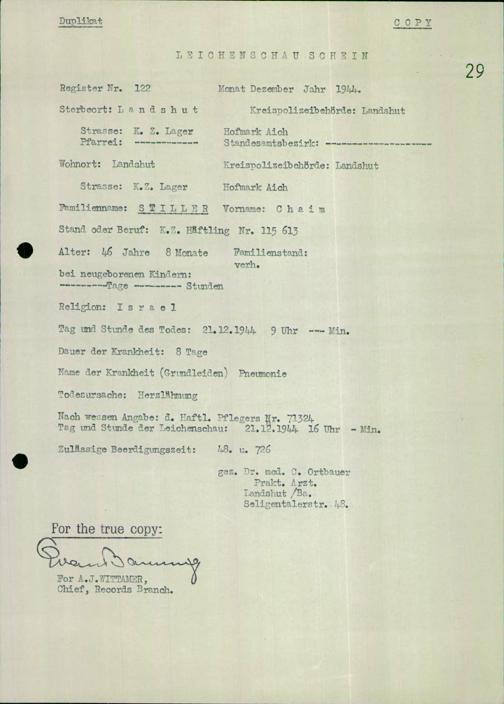 Duplikat
C O P Y
L E I C H E N S C H A U S C H E I N
29
Register Nr. 122 Monat Dezember Jahr 1944.
Sterbeort: L a n d s h u t Kreispolizeibehörde: Landshut
Strasse: K. Z. Lager Hofmark Aich
Pfarrei: ------------ Standesamtsbezirk: --------------------
Wohnort: Landshut Kreispolizeibehörde: Landshut
Strasse: K.Z. Lager Hofmark Aich
Familienname: S T I L L E R Vorname: C h a i m
Stand oder Beruf: K.Z. Häftling Nr. 115 613
Alter: 46 Jahre 8 Monate Familienstand:
verh.
bei neugeborenen Kindern:
---------Tage --------- Stunden
Religion: I s r a e l
Tag und Stunde des Todes: 21.12.1944 9 Uhr --- Min.
Dauer der Krankheit: 8 Tage
Name der Krankheit (Grundleiden) Pneumonie
Todesursache: Herzlähmung
Nach wessen Angabe: d. Haftl. Pflegers Nr. 71324
Tag und Stunde der Leichenschau: 21.12.1944 16 Uhr - Min.
Zulässige Beerdigungszeit: 48. u. 726
gez. Dr. med. C. Ortbauer
Prakt. Arzt.
Landshut /Ba.
Seligentalerstr. 48.
For the true copy:
For A.J.WITTAMER,
Chief, Records Branch.